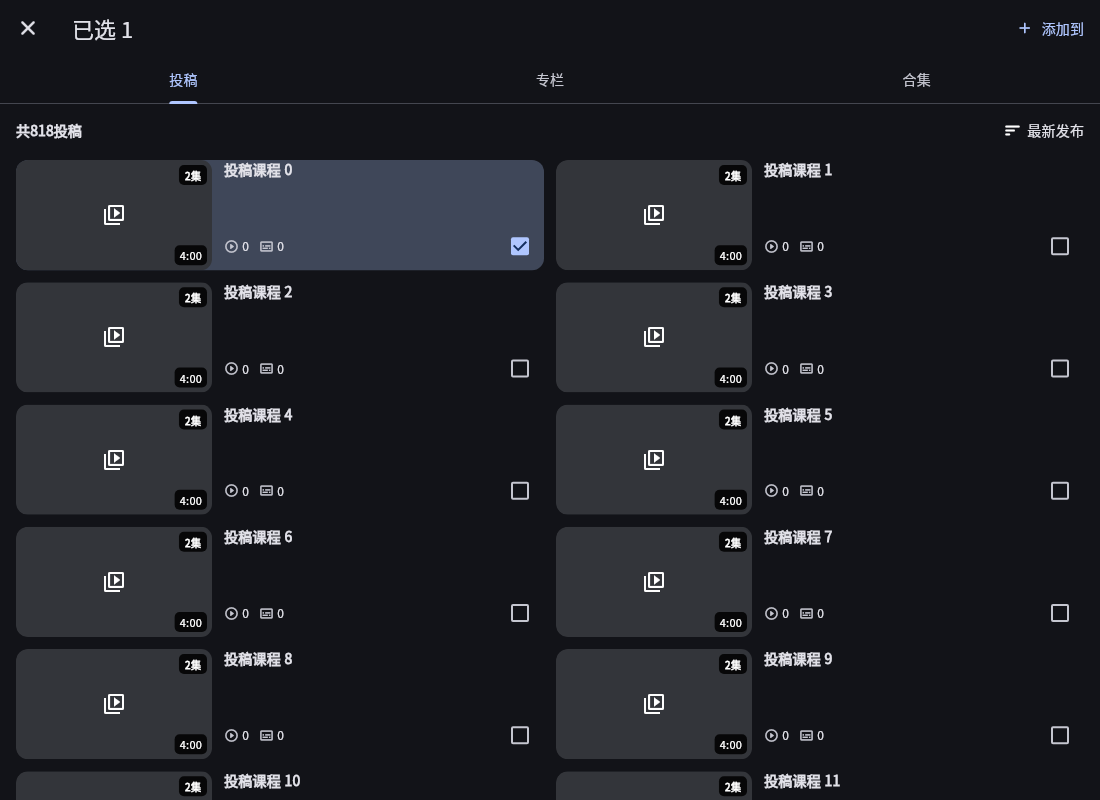 已选 1
添加到
投稿 专栏 合集
共818投稿 最新发布
2集 投稿课程 0 2集 投稿课程 1
4:00 0 0 4:00 0 0
2集 投稿课程 2 2集 投稿课程 3
4:00 0 0 4:00 0 0
2集 投稿课程 4 2集 投稿课程 5
4:00 0 0 4:00 0 0
2集 投稿课程 6 2集 投稿课程 7
4:00 0 0 4:00 0 0
2集 投稿课程 8 2集 投稿课程 9
4:00 0 0 4:00 0 0
2集 投稿课程 10 2集 投稿课程 11